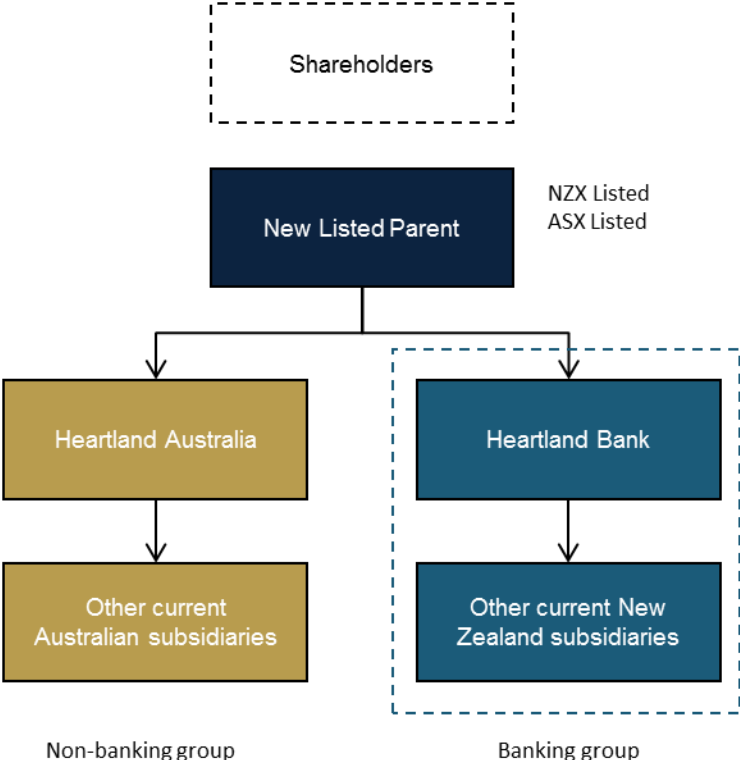 Shareholders
New Listed Parent
NZX Listed
ASX Listed
Heartland Australia
Heartland Bank
Other current
Australian subsidiaries
Other current New
Zealand subsidiaries
Non-banking group
Banking group